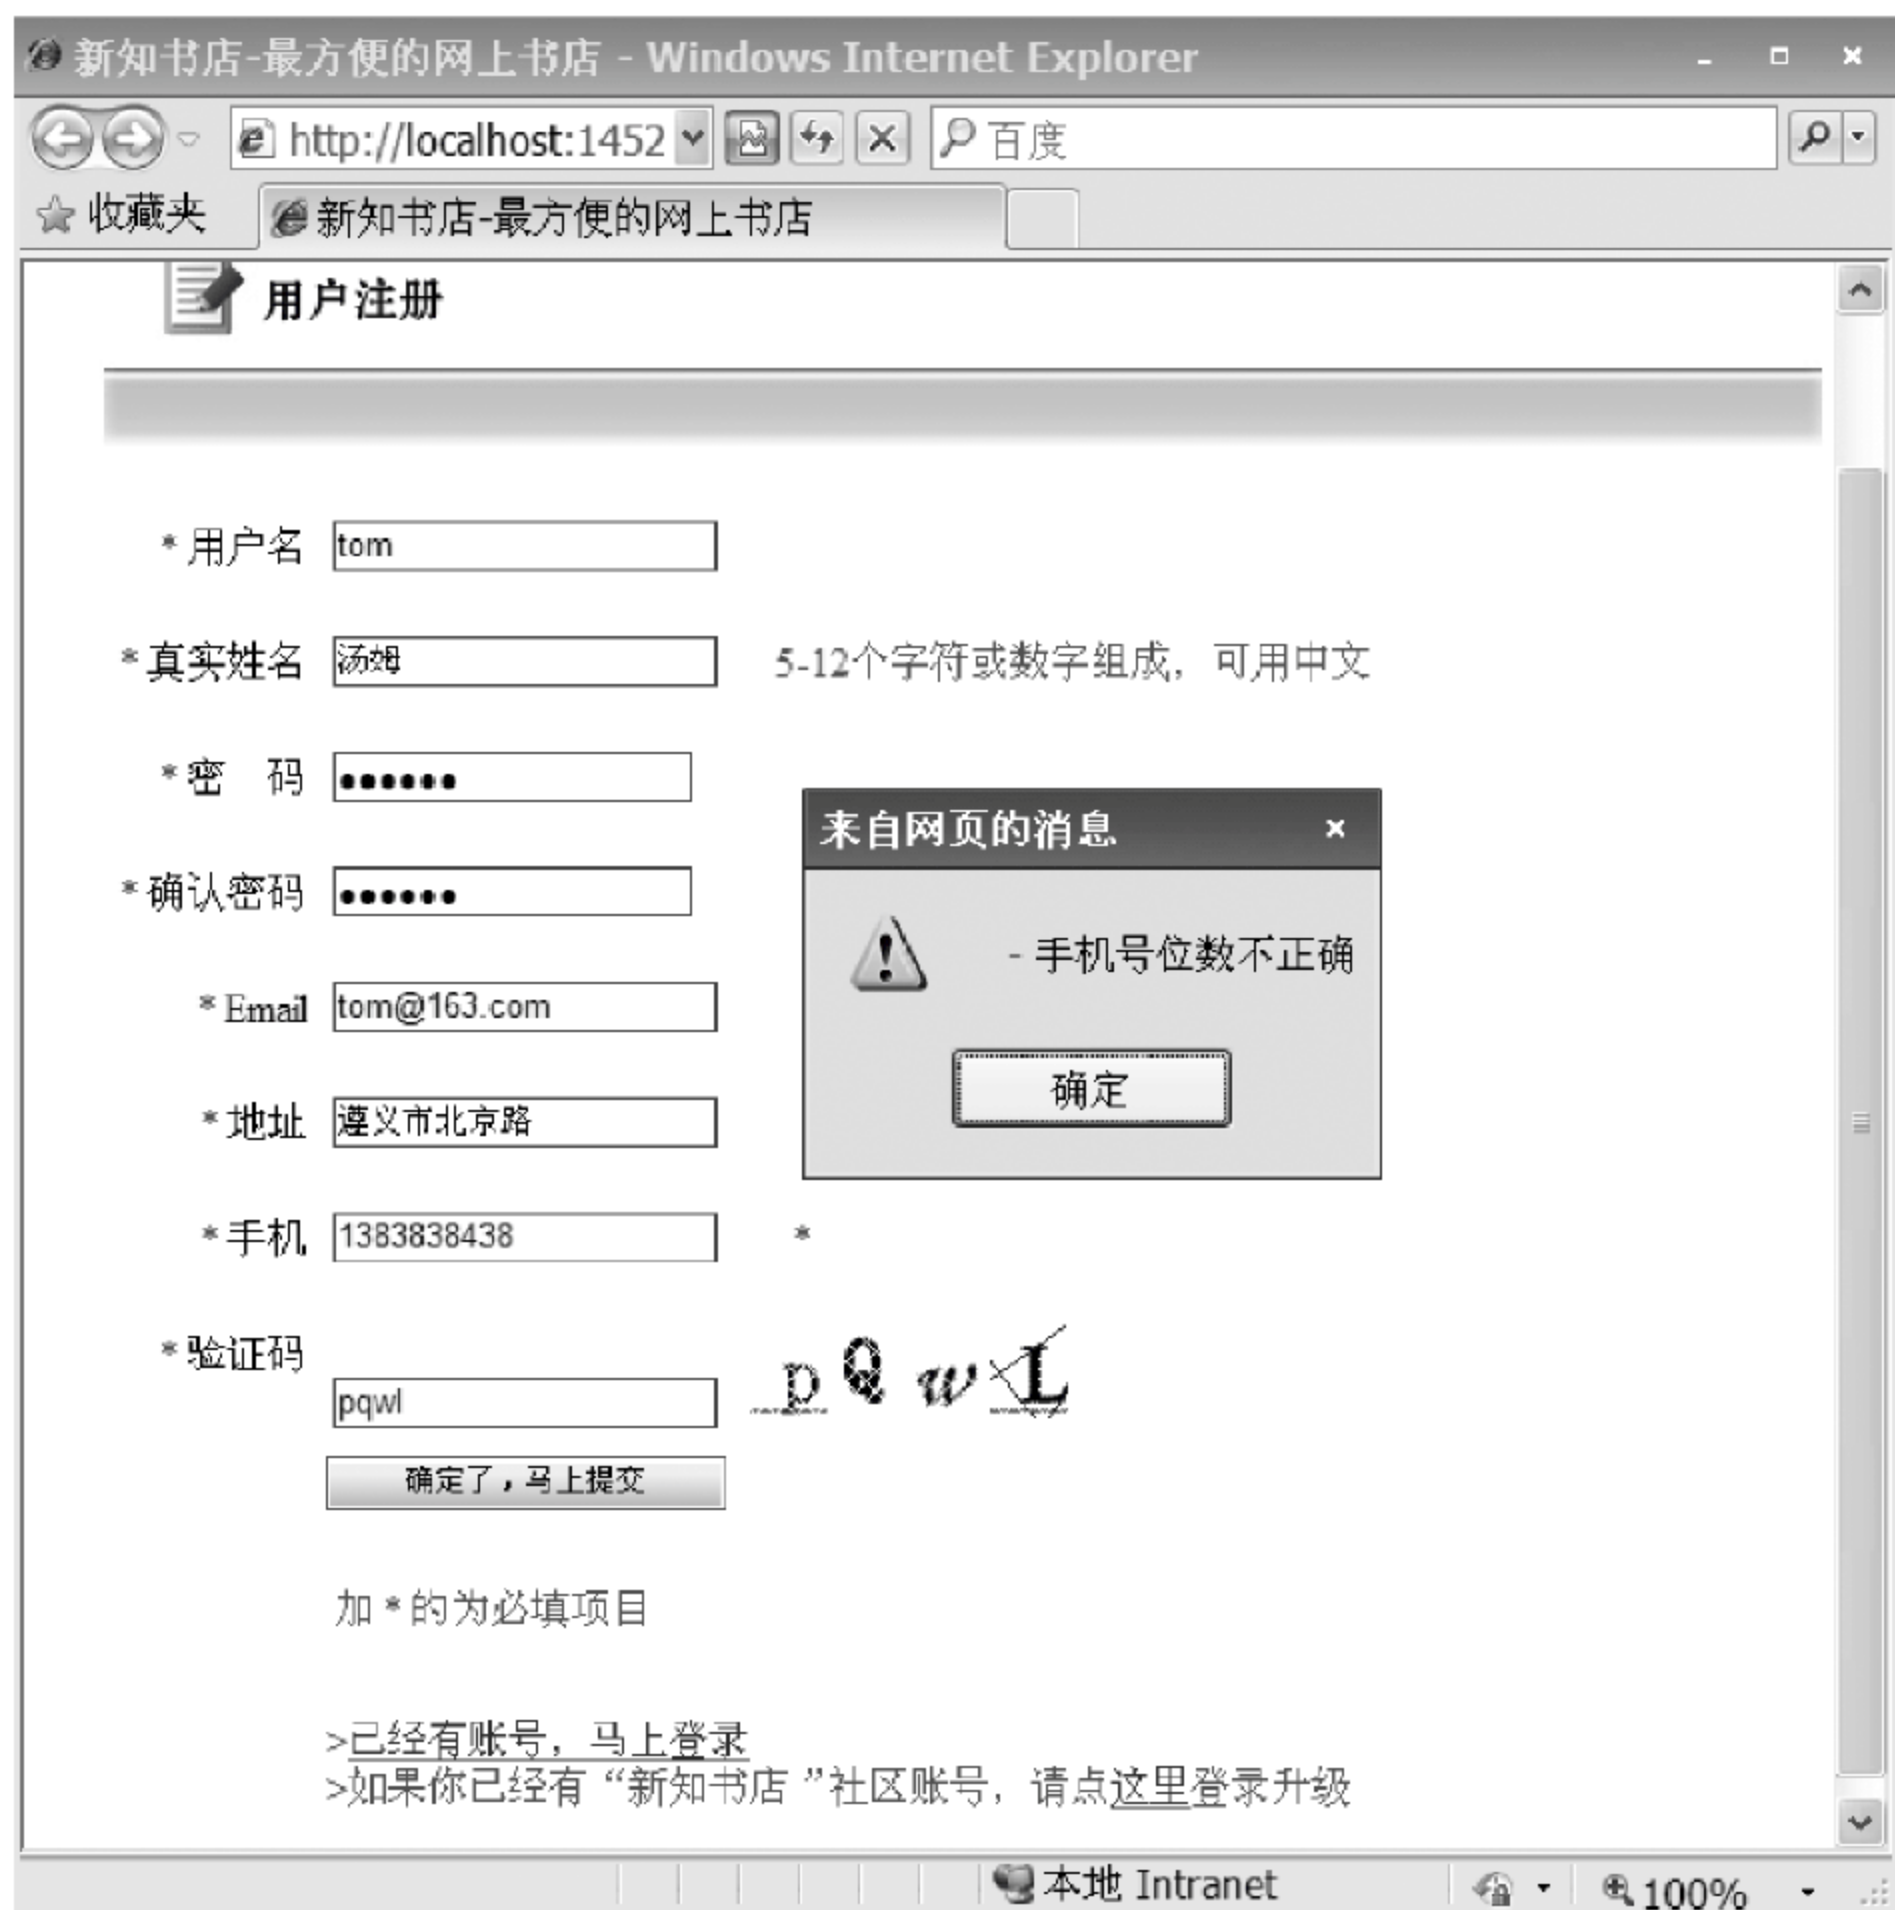 新知书店-最方便的网上书店 - Windows Internet Explorer
http://localhost:1452
百度
收藏夹
新知书店-最方便的网上书店
用户注册
*用户名 tom
*真实姓名 汤姆 5-12个字符或数字组成，可用中文
*密 码 ●●●●●●
来自网页的消息
*确认密码 ●●●●●●
- 手机号位数不正确
*Email tom@163.com
确定
*地址 遵义市北京路
*手机 1383838438 *
*验证码
pqwl p Q w L
确定了，马上提交
加*的为必填项目
>已经有账号，马上登录
>如果你已经有“新知书店”社区账号，请点这里登录升级
本地 Intranet 100%